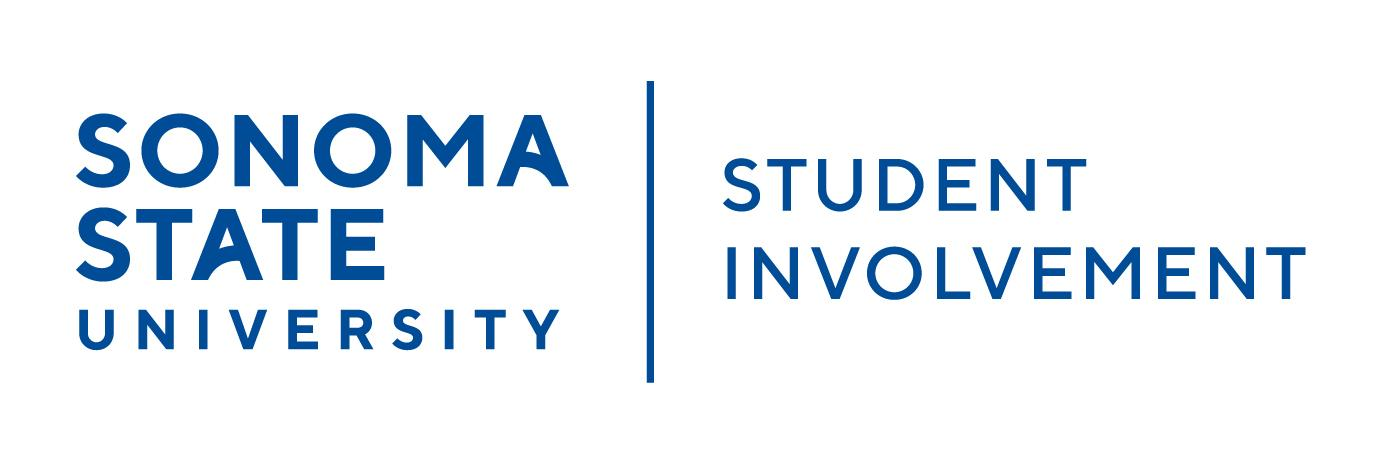 SONOMA
STATE
UNIVERSITY
STUDENT
INVOLVEMENT